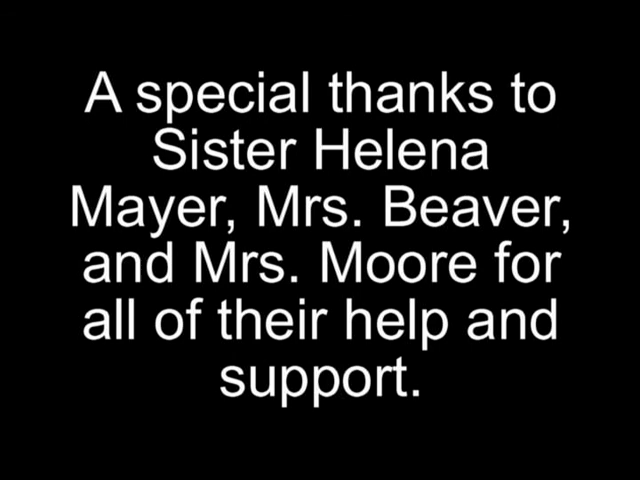 A special thanks to
Sister Helena
Mayer, Mrs. Beaver,
and Mrs. Moore for
all of their help and
support.